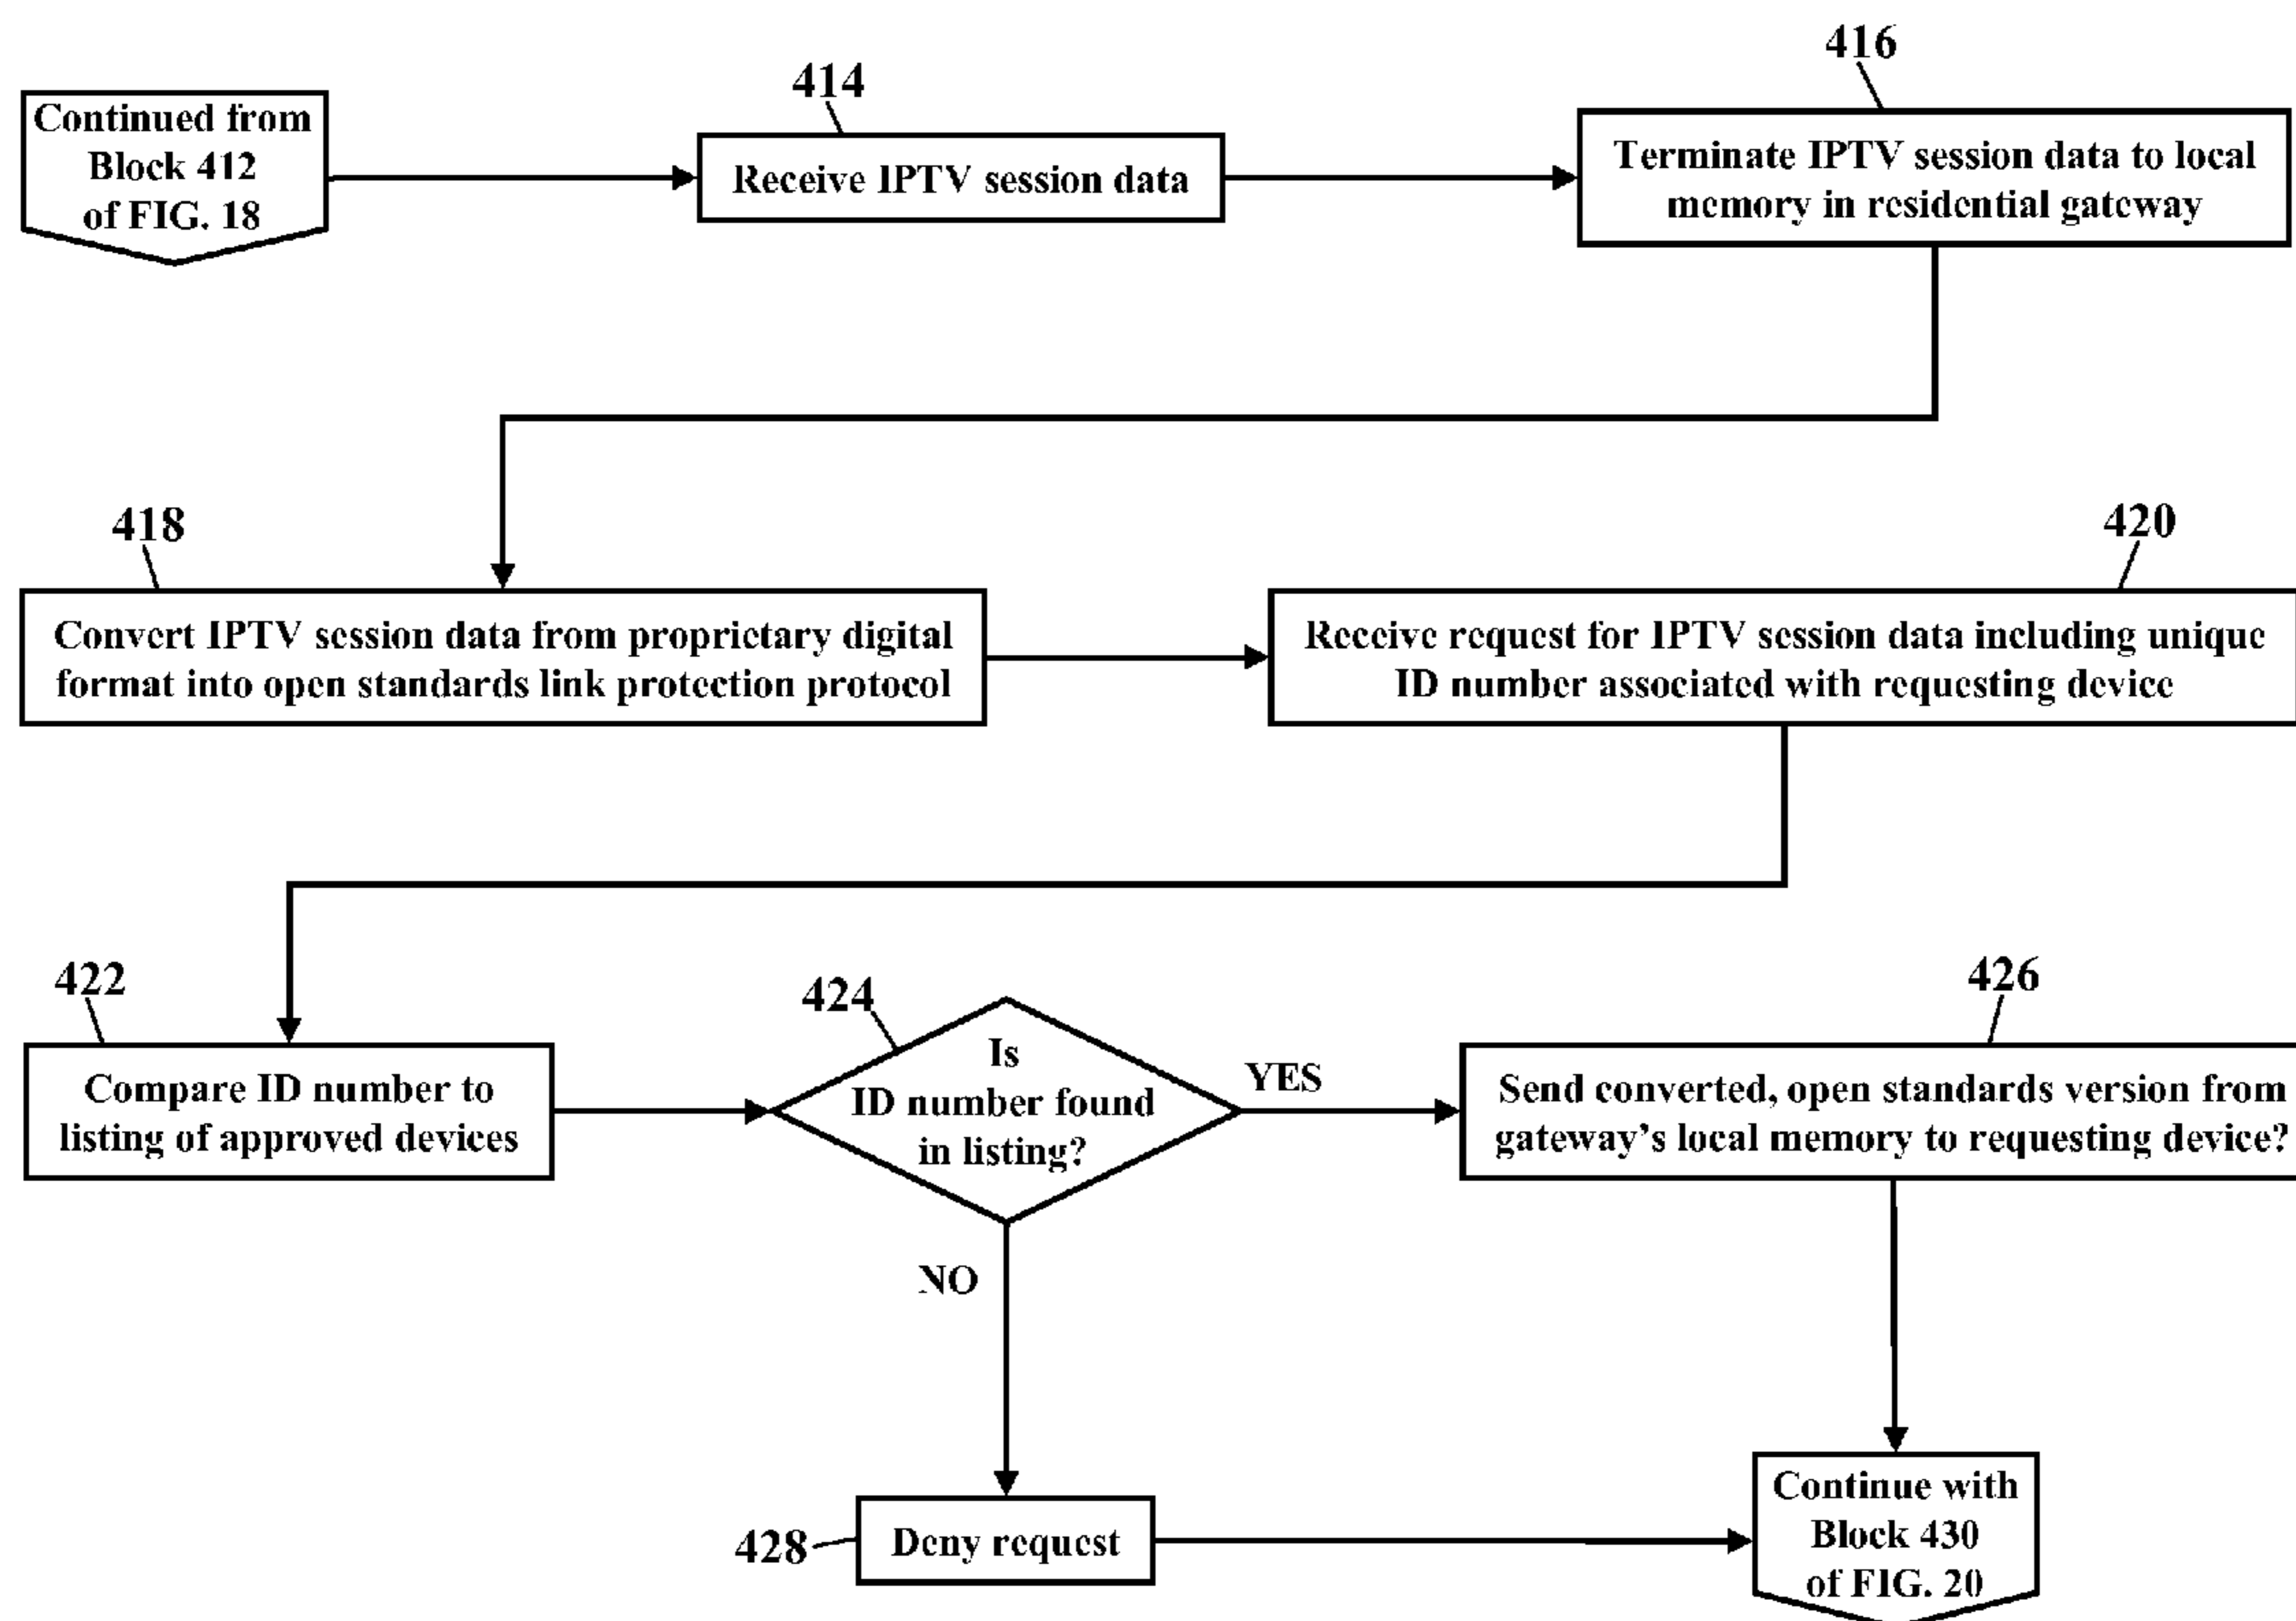 416
414
Continued from
Block 412
of FIG. 18
Receive IPTV session data
Terminate IPTV session data to local
memory in residential gateway
418
420
Convert IPTV session data from proprietary digital
format into open standards link protection protocol
Receive request for IPTV session data including unique
ID number associated with requesting device
422
424
426
Compare ID number to
listing of approved devices
Is
ID number found
in listing?
YES
Send converted, open standards version from
gateway's local memory to requesting device?
NO
428
Deny request
Continue with
Block 430
of FIG. 20